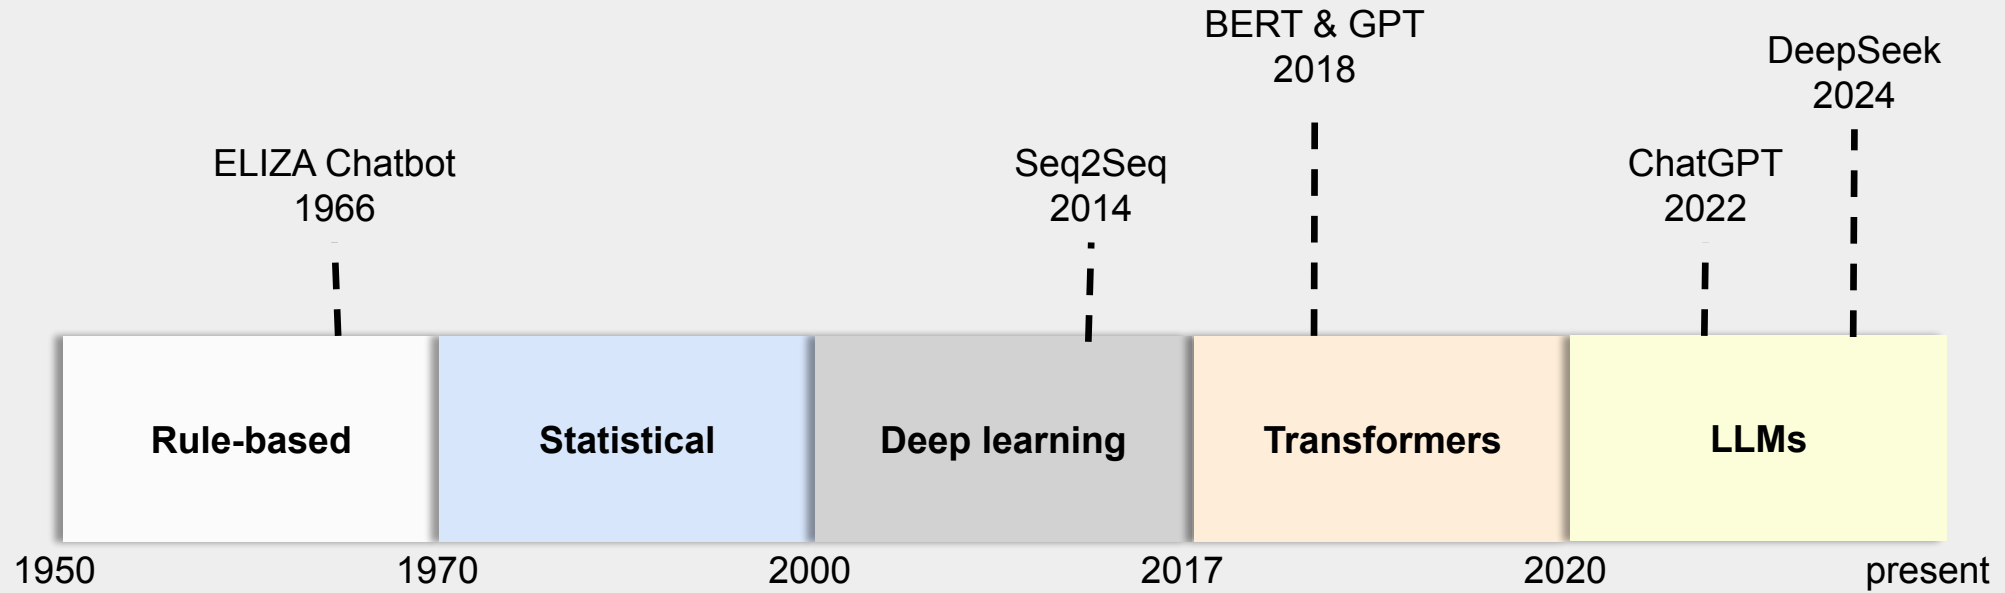 BERT & GPT
2018
DeepSeek
2024
ELIZA Chatbot
1966
Seq2Seq
2014
ChatGPT
2022
Rule-based
Statistical
Deep learning
Transformers
LLMs
1950
1970
2000
2017
2020
present